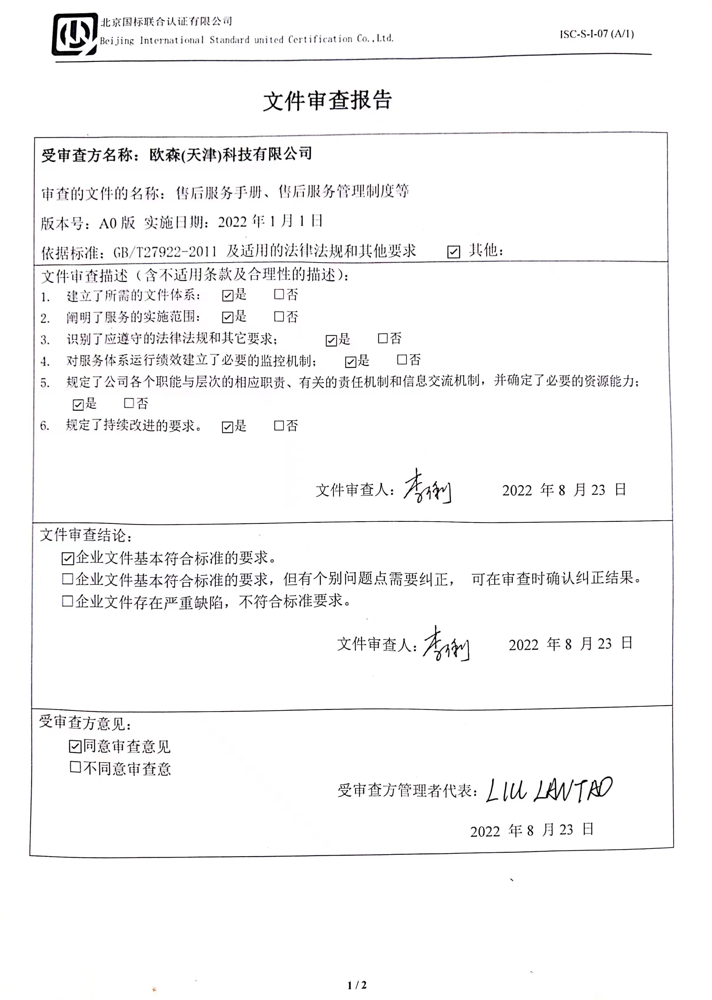 北京国标联合认证有限公司
Beijing International Standard united Certification Co.,Ltd.
ISC-S-I-07(A/1)
文件审查报告
受审查方名称：欧森(天津)科技有限公司
审查的文件的名称：售后服务手册、售后服务管理制度等
版本号：A0 版 实施日期：2022 年 1 月 1 日
依据标准：GB/T27922-2011 及适用的法律法规和其他要求 ☑ 其他：
文件审查描述（含不适用条款及合理性的描述）：
1. 建立了所需的文件体系： ☑是 □否
2. 阐明了服务的实施范围： ☑是 □否
3. 识别了应遵守的法律法规和其它要求； ☑是 □否
4. 对服务体系运行绩效建立了必要的监控机制； ☑是 □否
5. 规定了公司各个职能与层次的相应职责、有关的责任机制和信息交流机制，并确定了必要的资源能力；
☑是 □否
6. 规定了持续改进的要求。 ☑是 □否
文件审查人：李俐 2022 年 8 月 23 日
文件审查结论：
☑企业文件基本符合标准的要求。
□企业文件基本符合标准的要求，但有个别问题点需要纠正， 可在审查时确认纠正结果。
□企业文件存在严重缺陷，不符合标准要求。
文件审查人：李俐 2022 年 8 月 23 日
受审查方意见：
☑同意审查意见
□不同意审查意
受审查方管理者代表：LIU LANTAO
2022 年 8 月 23 日
1 / 2